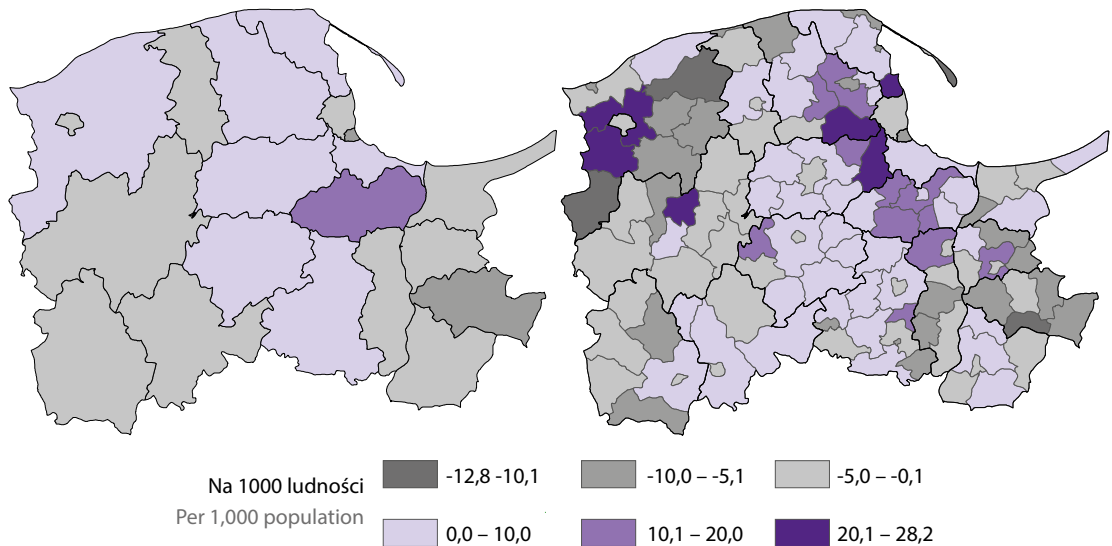 Na 1000 ludności
Per 1,000 population
-12,8 -10,1
-10,0 – -5,1
-5,0 – -0,1
0,0 – 10,0
10,1 – 20,0
20,1 – 28,2